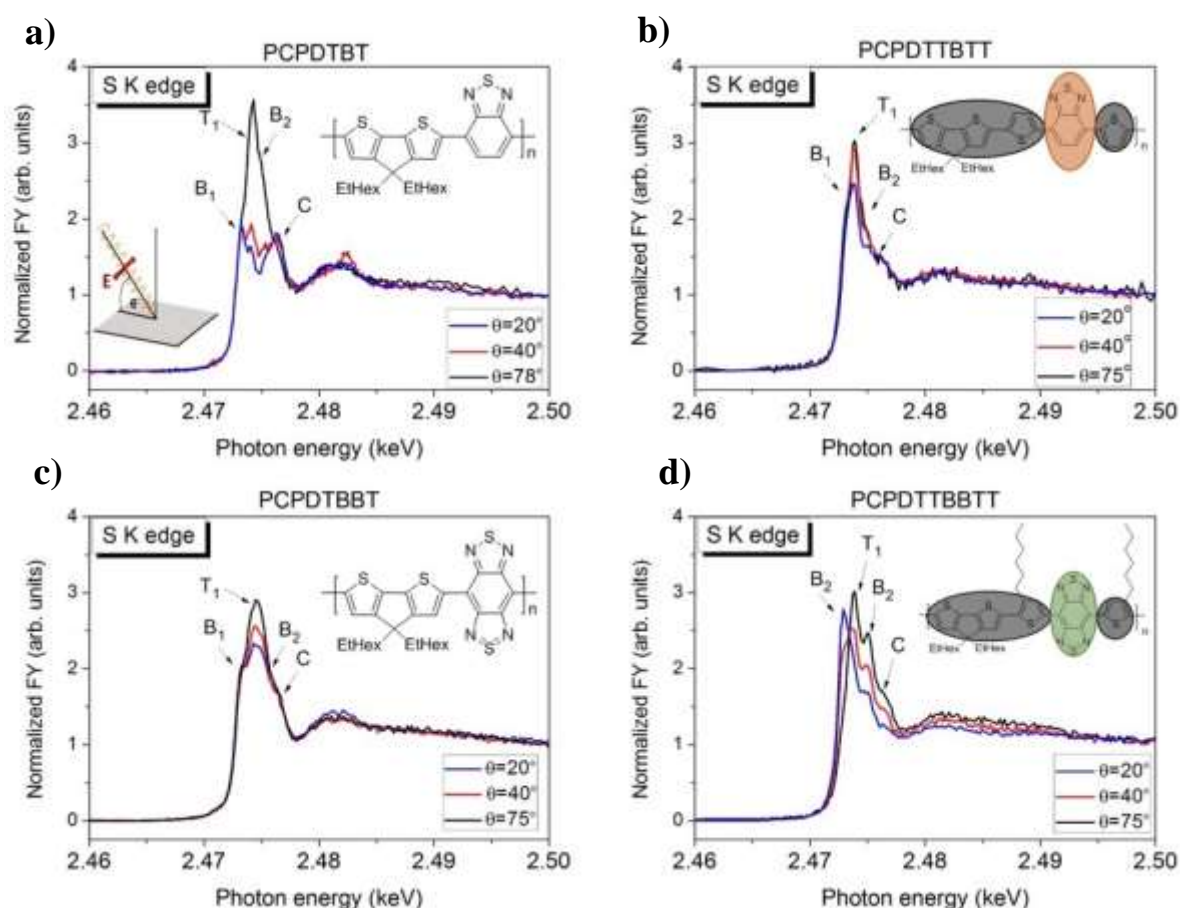 a)
PCPDTBT
S K edge
Normalized FY (arb. units)
4
3
2
1
0
T1
B2
B1
C
S
S
N
S
N
n
EtHex
EtHex
E
θ=20°
θ=40°
θ=78°
2.46
2.47
2.48
2.49
2.50
Photon energy (keV)
b)
PCPDTTBTT
S K edge
Normalized FY (arb. units)
4
3
2
1
0
T1
B1
B2
C
N
S
N
S
S
S
S
n
EtHex
EtHex
θ=20°
θ=40°
θ=75°
2.46
2.47
2.48
2.49
2.50
Photon energy (keV)
c)
PCPDTBBT
S K edge
Normalized FY (arb. units)
4
3
2
1
0
T1
B1
B2
C
S
S
N
S
N
N
S
N
n
EtHex
EtHex
θ=20°
θ=40°
θ=75°
2.46
2.47
2.48
2.49
2.50
Photon energy (keV)
d)
PCPDTTBBTT
S K edge
Normalized FY (arb. units)
4
3
2
1
0
T1
B2
B2
C
S
S
S
N
S
N
N
S
N
S
n
EtHex
EtHex
θ=20°
θ=40°
θ=75°
2.46
2.47
2.48
2.49
2.50
Photon energy (keV)